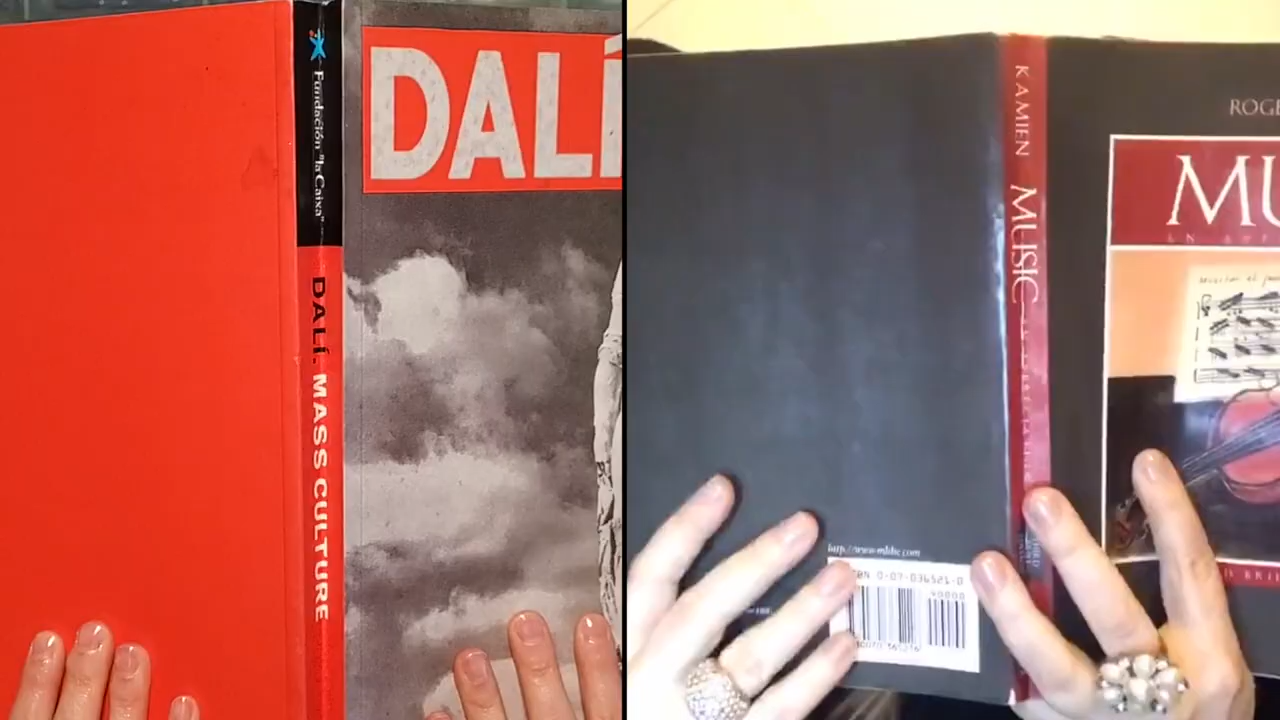 Fundación "la Caixa"
DALÍ. MASS CULTURE
DALÍ
KAMIEN
MUSIC
ROGE
MU
http://www.mhhe.com
ISBN 0-07-036521-0
90000